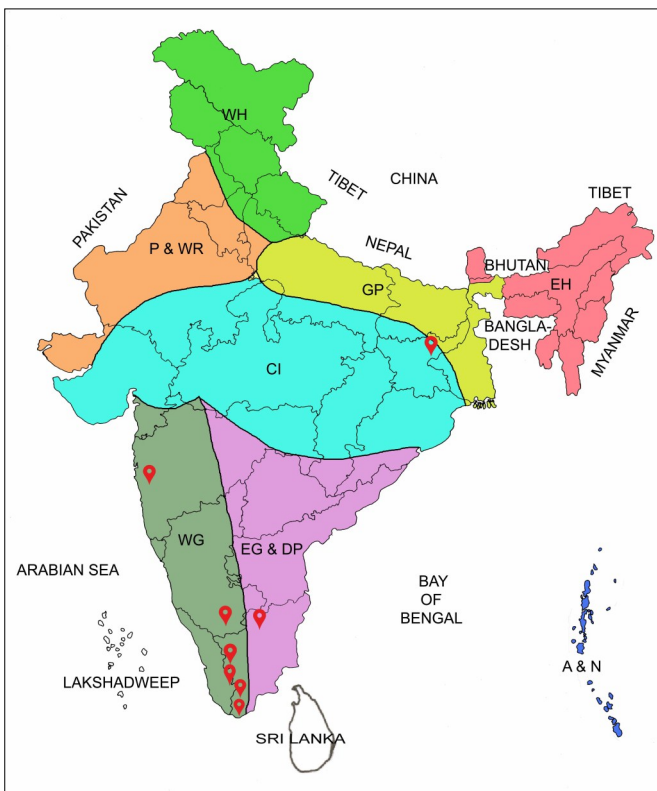 WH
CHINA
TIBET
TIBET
PAKISTAN
P & WR
NEPAL
BHUTAN
GP
EH
BANGLA-
DESH
MYANMAR
CI
WG
EG & DP
ARABIAN SEA
BAY
OF
BENGAL
LAKSHADWEEP
A & N
SRI LANKA